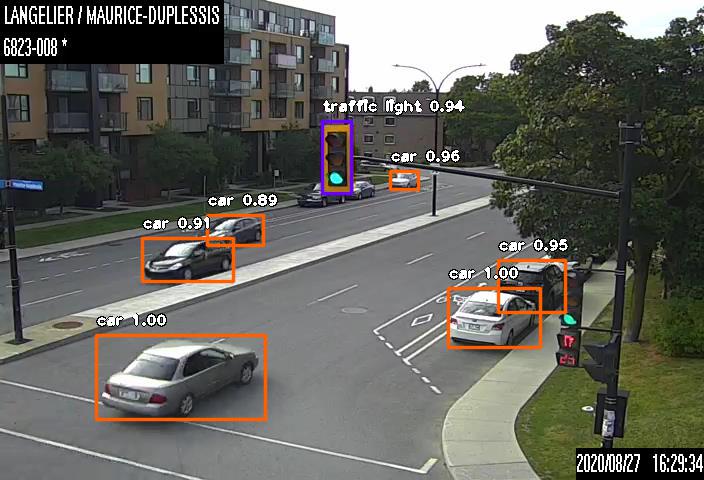 LANGELIER / MAURICE-DUPLESSIS
6823-008 *
traffic light 0.94
car 0.96
car 0.89
car 0.91
car 0.95
car 1.00
car 1.00
2020/08/27 16:29:34